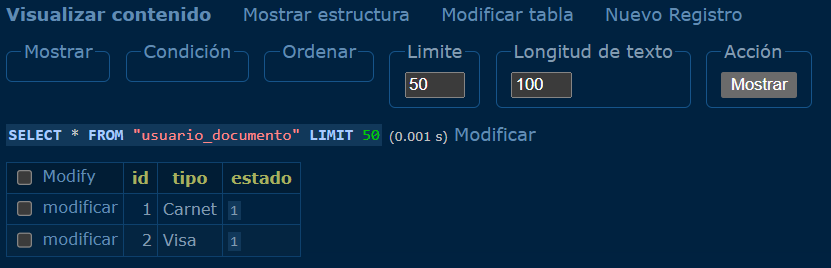 Visualizar contenido Mostrar estructura Modificar tabla Nuevo Registro
Mostrar Condición Ordenar Limite Longitud de texto Acción
50 100 Mostrar
SELECT * FROM "usuario_documento" LIMIT 50 (0.001 s) Modificar
Modify id tipo estado
modificar 1 Carnet 1
modificar 2 Visa 1